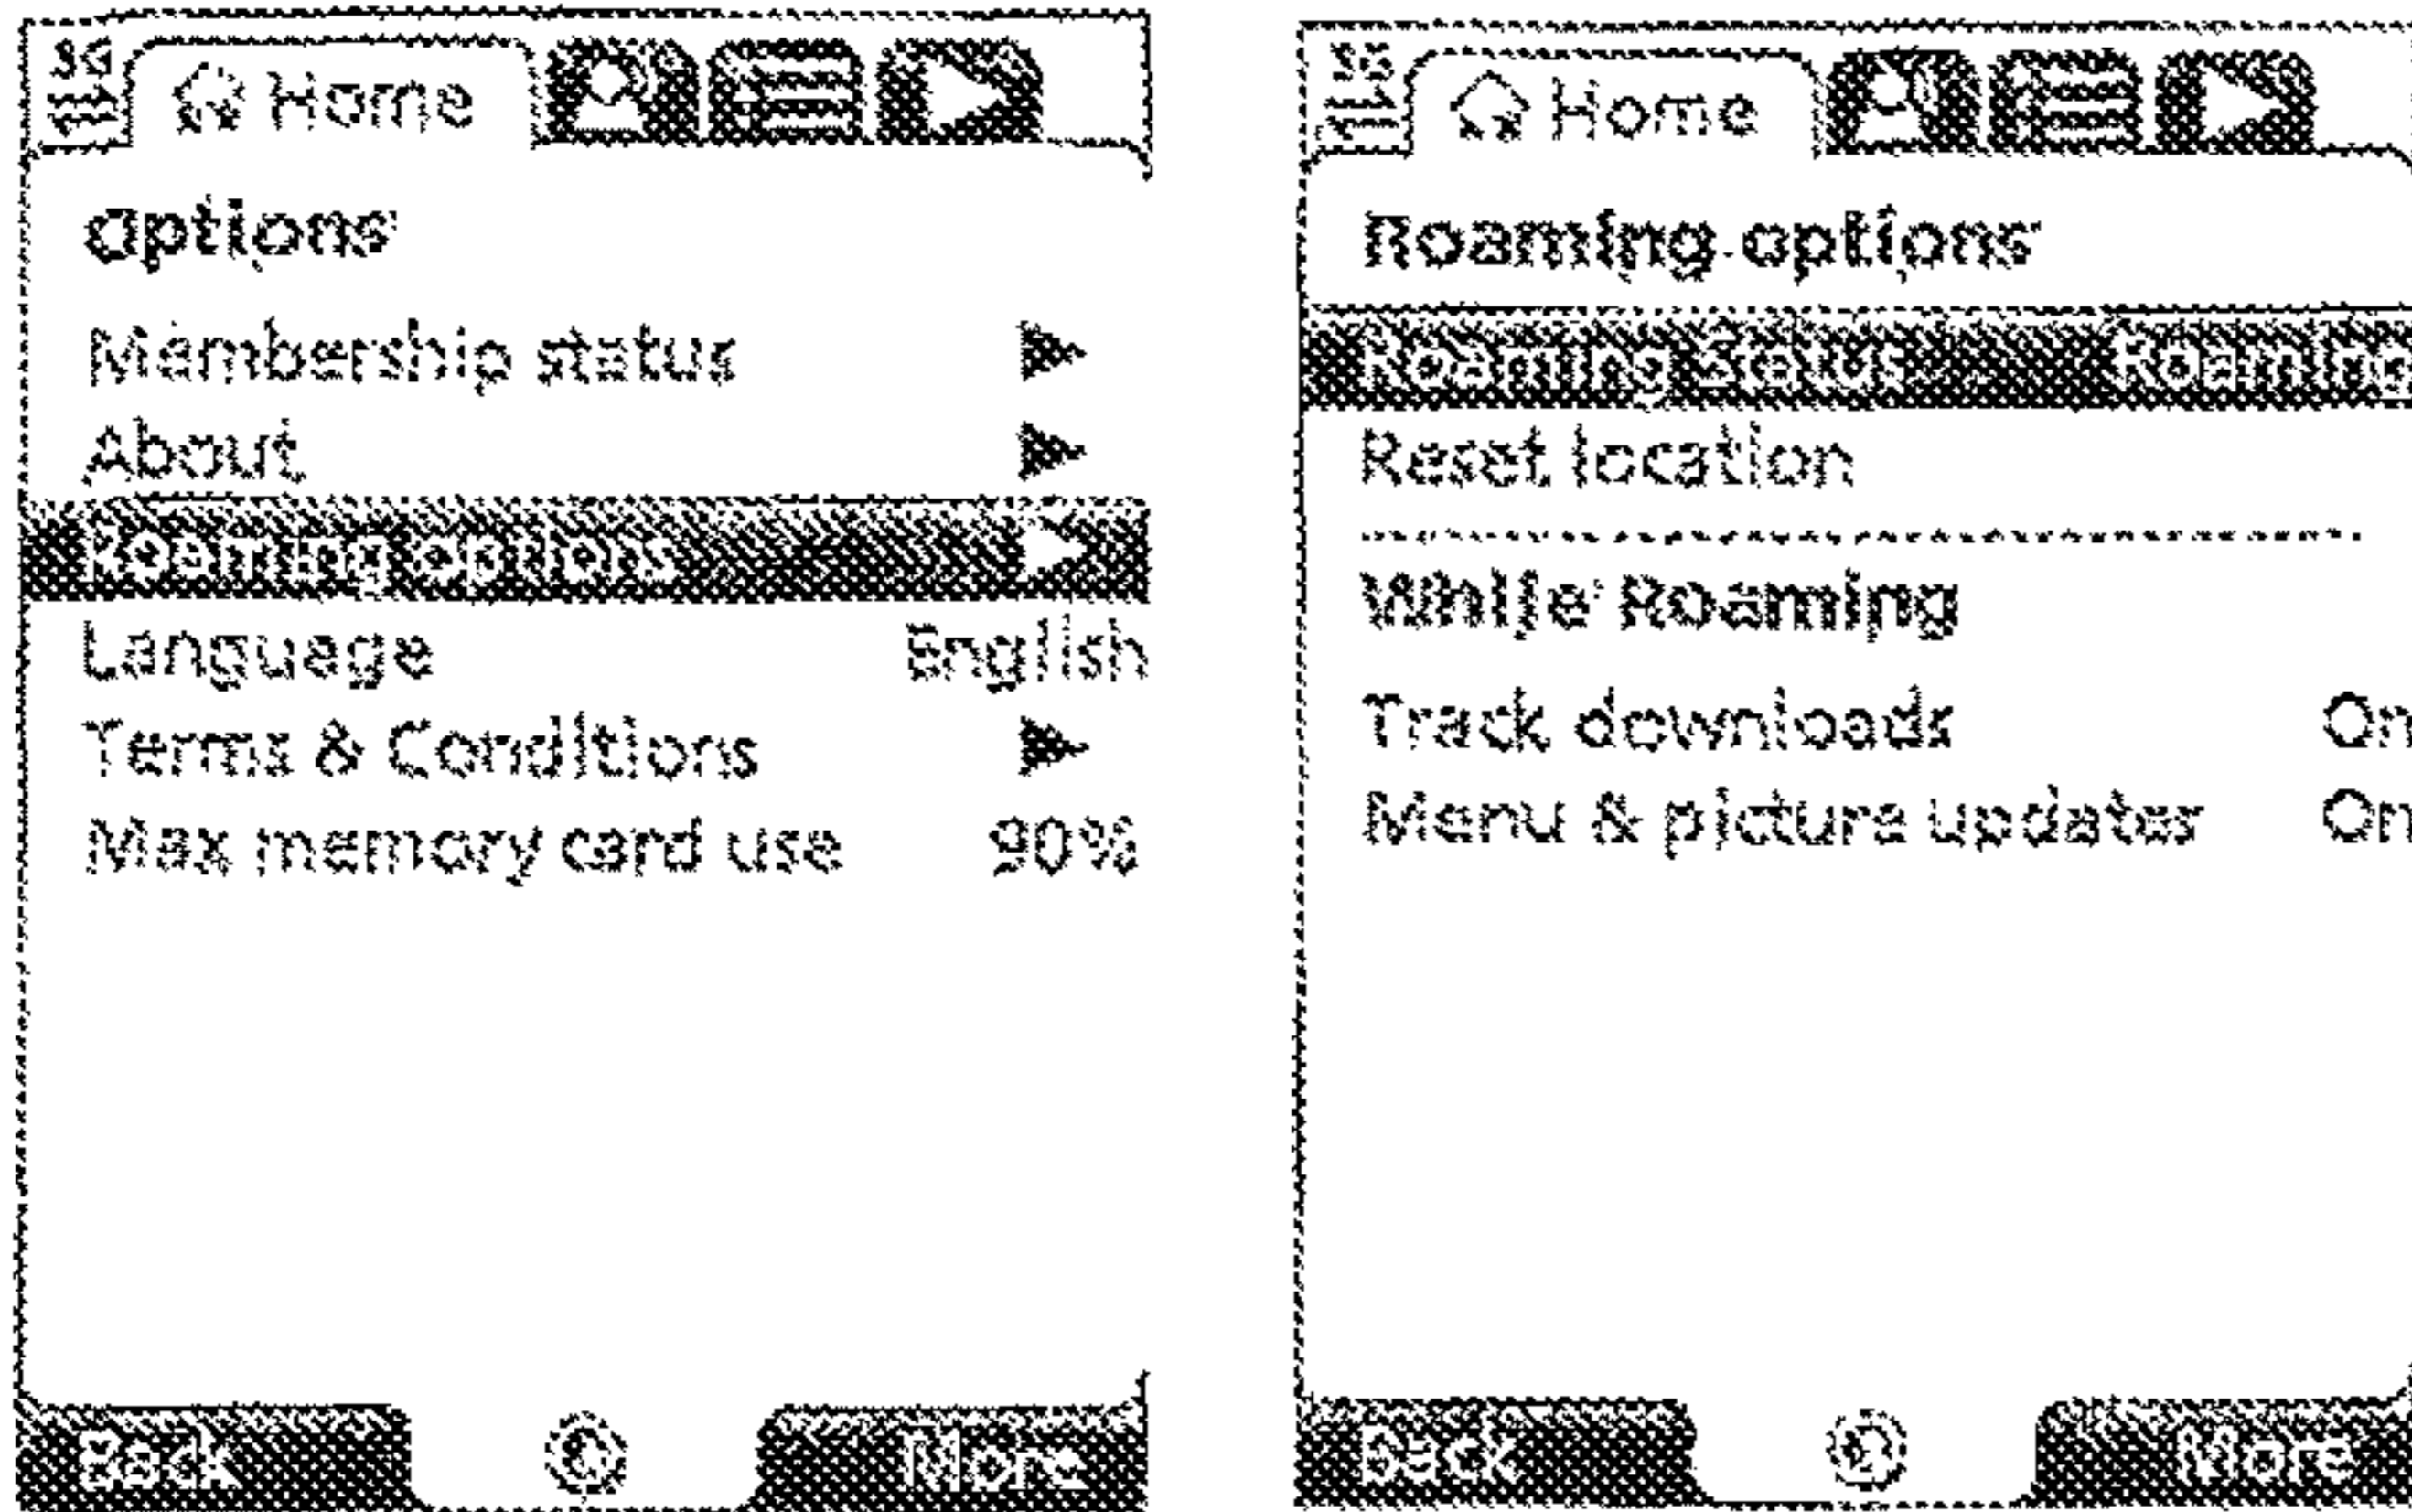 3G
Home
Options
Membership status
About
Roaming options
Language English
Terms & Conditions
Max memory card use 90%
Back More
3G
Home
Roaming options
Roaming Status Roaming
Reset location
While Roaming
Track downloads On
Menu & picture updates On
Back More